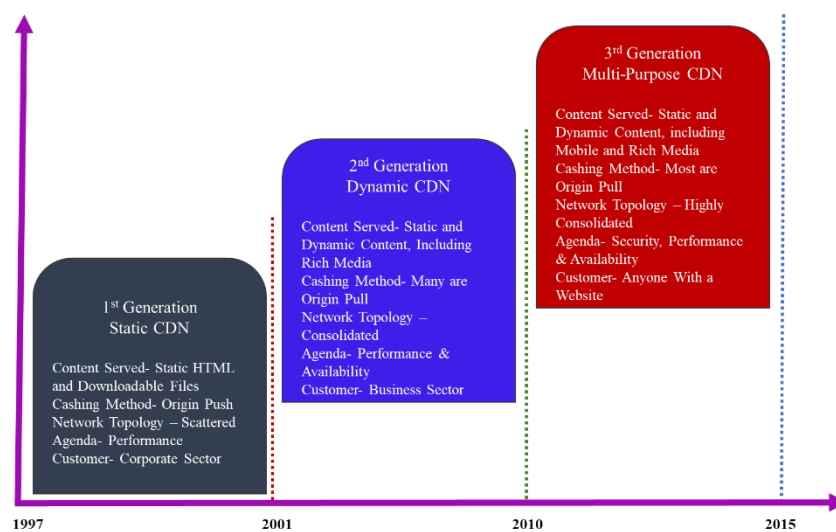 1st Generation
Static CDN
Content Served- Static HTML
and Downloadable Files
Cashing Method- Origin Push
Network Topology – Scattered
Agenda- Performance
Customer- Corporate Sector
2nd Generation
Dynamic CDN
Content Served- Static and
Dynamic Content, Including
Rich Media
Cashing Method- Many are
Origin Pull
Network Topology –
Consolidated
Agenda- Performance &
Availability
Customer- Business Sector
3rd Generation
Multi-Purpose CDN
Content Served- Static and
Dynamic Content, including
Mobile and Rich Media
Cashing Method- Most are
Origin Pull
Network Topology – Highly
Consolidated
Agenda- Security, Performance
& Availability
Customer- Anyone With a
Website
1997
2001
2010
2015